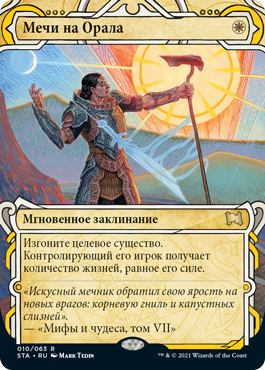 Мечи на Орала
Мгновенное заклинание
Изгоните целевое существо.
Контролирующий его игрок получает
количество жизней, равное его силе.
«Искусный мечник обратил свою ярость на
новых врагов: корневую гниль и капустных
слизней».
— «Мифы и чудеса, том VII»
010/063 R
STA • RU Mark Tedin
™ & © 2021 Wizards of the Coast